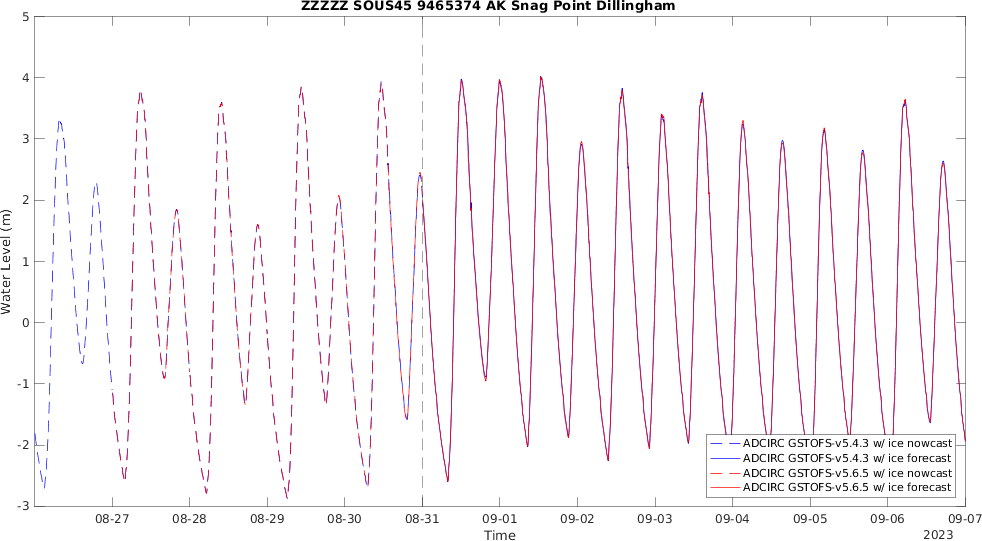 ZZZZZ SOUS45 9465374 AK Snag Point Dillingham
Water Level (m)
5
4
3
2
1
0
-1
-2
-3
ADCIRC GSTOFS-v5.4.3 w/ ice nowcast
ADCIRC GSTOFS-v5.4.3 w/ ice forecast
ADCIRC GSTOFS-v5.6.5 w/ ice nowcast
ADCIRC GSTOFS-v5.6.5 w/ ice forecast
08-27 08-28 08-29 08-30 08-31 09-01 09-02 09-03 09-04 09-05 09-06 09-07
Time
2023